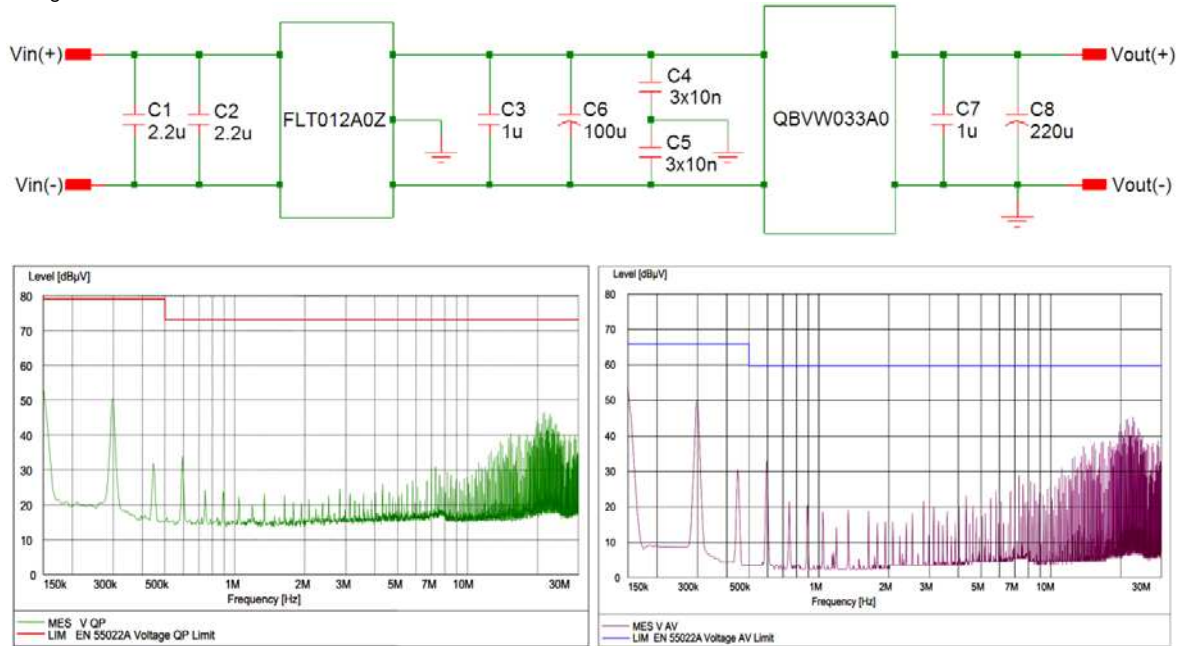 Vin(+)
Vin(-)
C1
2.2u
C2
2.2u
FLT012A0Z
C3
1u
C6
100u
C4
3x10n
C5
3x10n
QBVW033A0
C7
1u
C8
220u
Vout(+)
Vout(-)
Level [dBµV]
80
70
60
50
40
30
20
10
0
150k 300k 500k 1M 2M 3M 5M 7M 10M 30M
Frequency [Hz]
MES V QP
LIM EN 55022A Voltage QP Limit
Level [dBµV]
80
70
60
50
40
30
20
10
0
150k 300k 500k 1M 2M 3M 5M 7M 10M 30M
Frequency [Hz]
MES V AV
LIM EN 55022A Voltage AV Limit